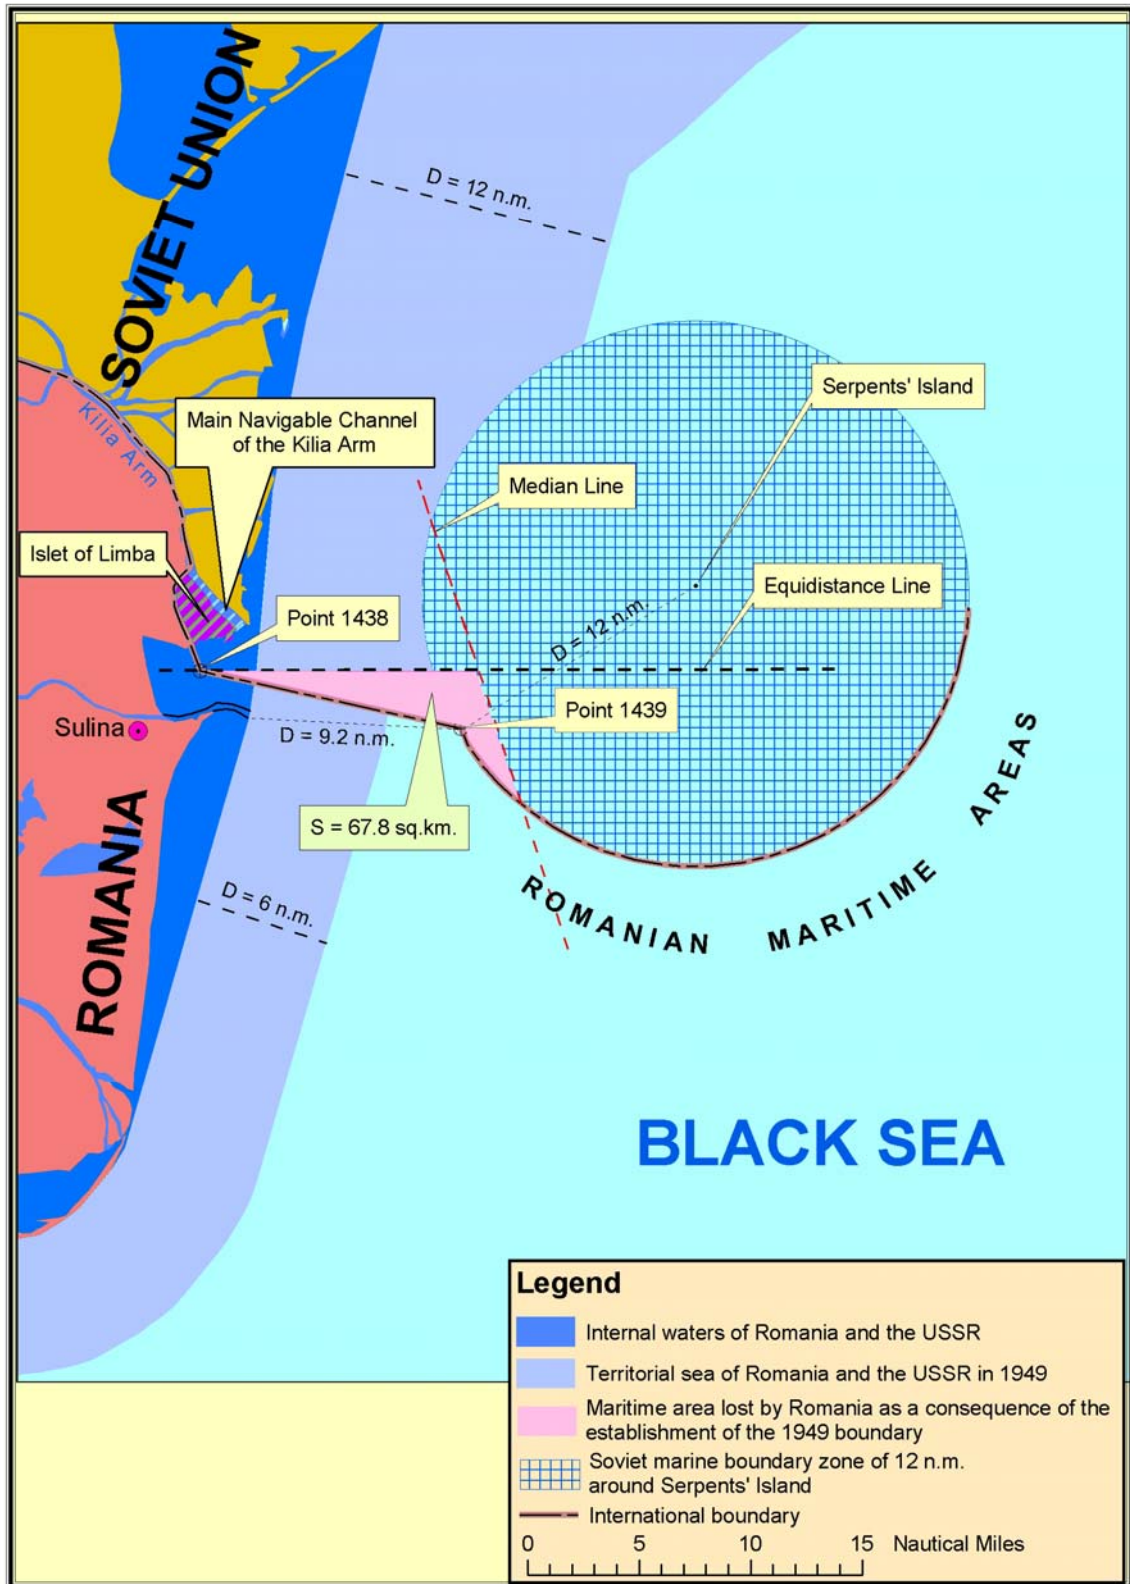 SOVIET UNION
D = 12 n.m.
Serpents' Island
Kilia Arm
Main Navigable Channel
of the Kilia Arm
Median Line
Islet of Limba
Equidistance Line
Point 1438
D = 12 n.m.
Point 1439
Sulina
D = 9.2 n.m.
S = 67.8 sq.km.
ROMANIA
D = 6 n.m.
ROMANIAN MARITIME AREAS
BLACK SEA
Legend
Internal waters of Romania and the USSR
Territorial sea of Romania and the USSR in 1949
Maritime area lost by Romania as a consequence of the
establishment of the 1949 boundary
Soviet marine boundary zone of 12 n.m.
around Serpents' Island
International boundary
0 5 10 15 Nautical Miles